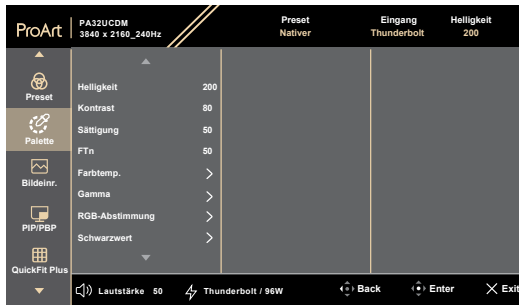 ProArt
PA32UCDM
3840 x 2160_240Hz
Preset
Nativer
Eingang
Thunderbolt
Helligkeit
200
Preset
Palette
Bildeinr.
PIP/PBP
QuickFit Plus
Helligkeit 200
Kontrast 80
Sättigung 50
FTn 50
Farbtemp.
Gamma
RGB-Abstimmung
Schwarzwert
Lautstärke 50
Thunderbolt / 96W
Back
Enter
Exit